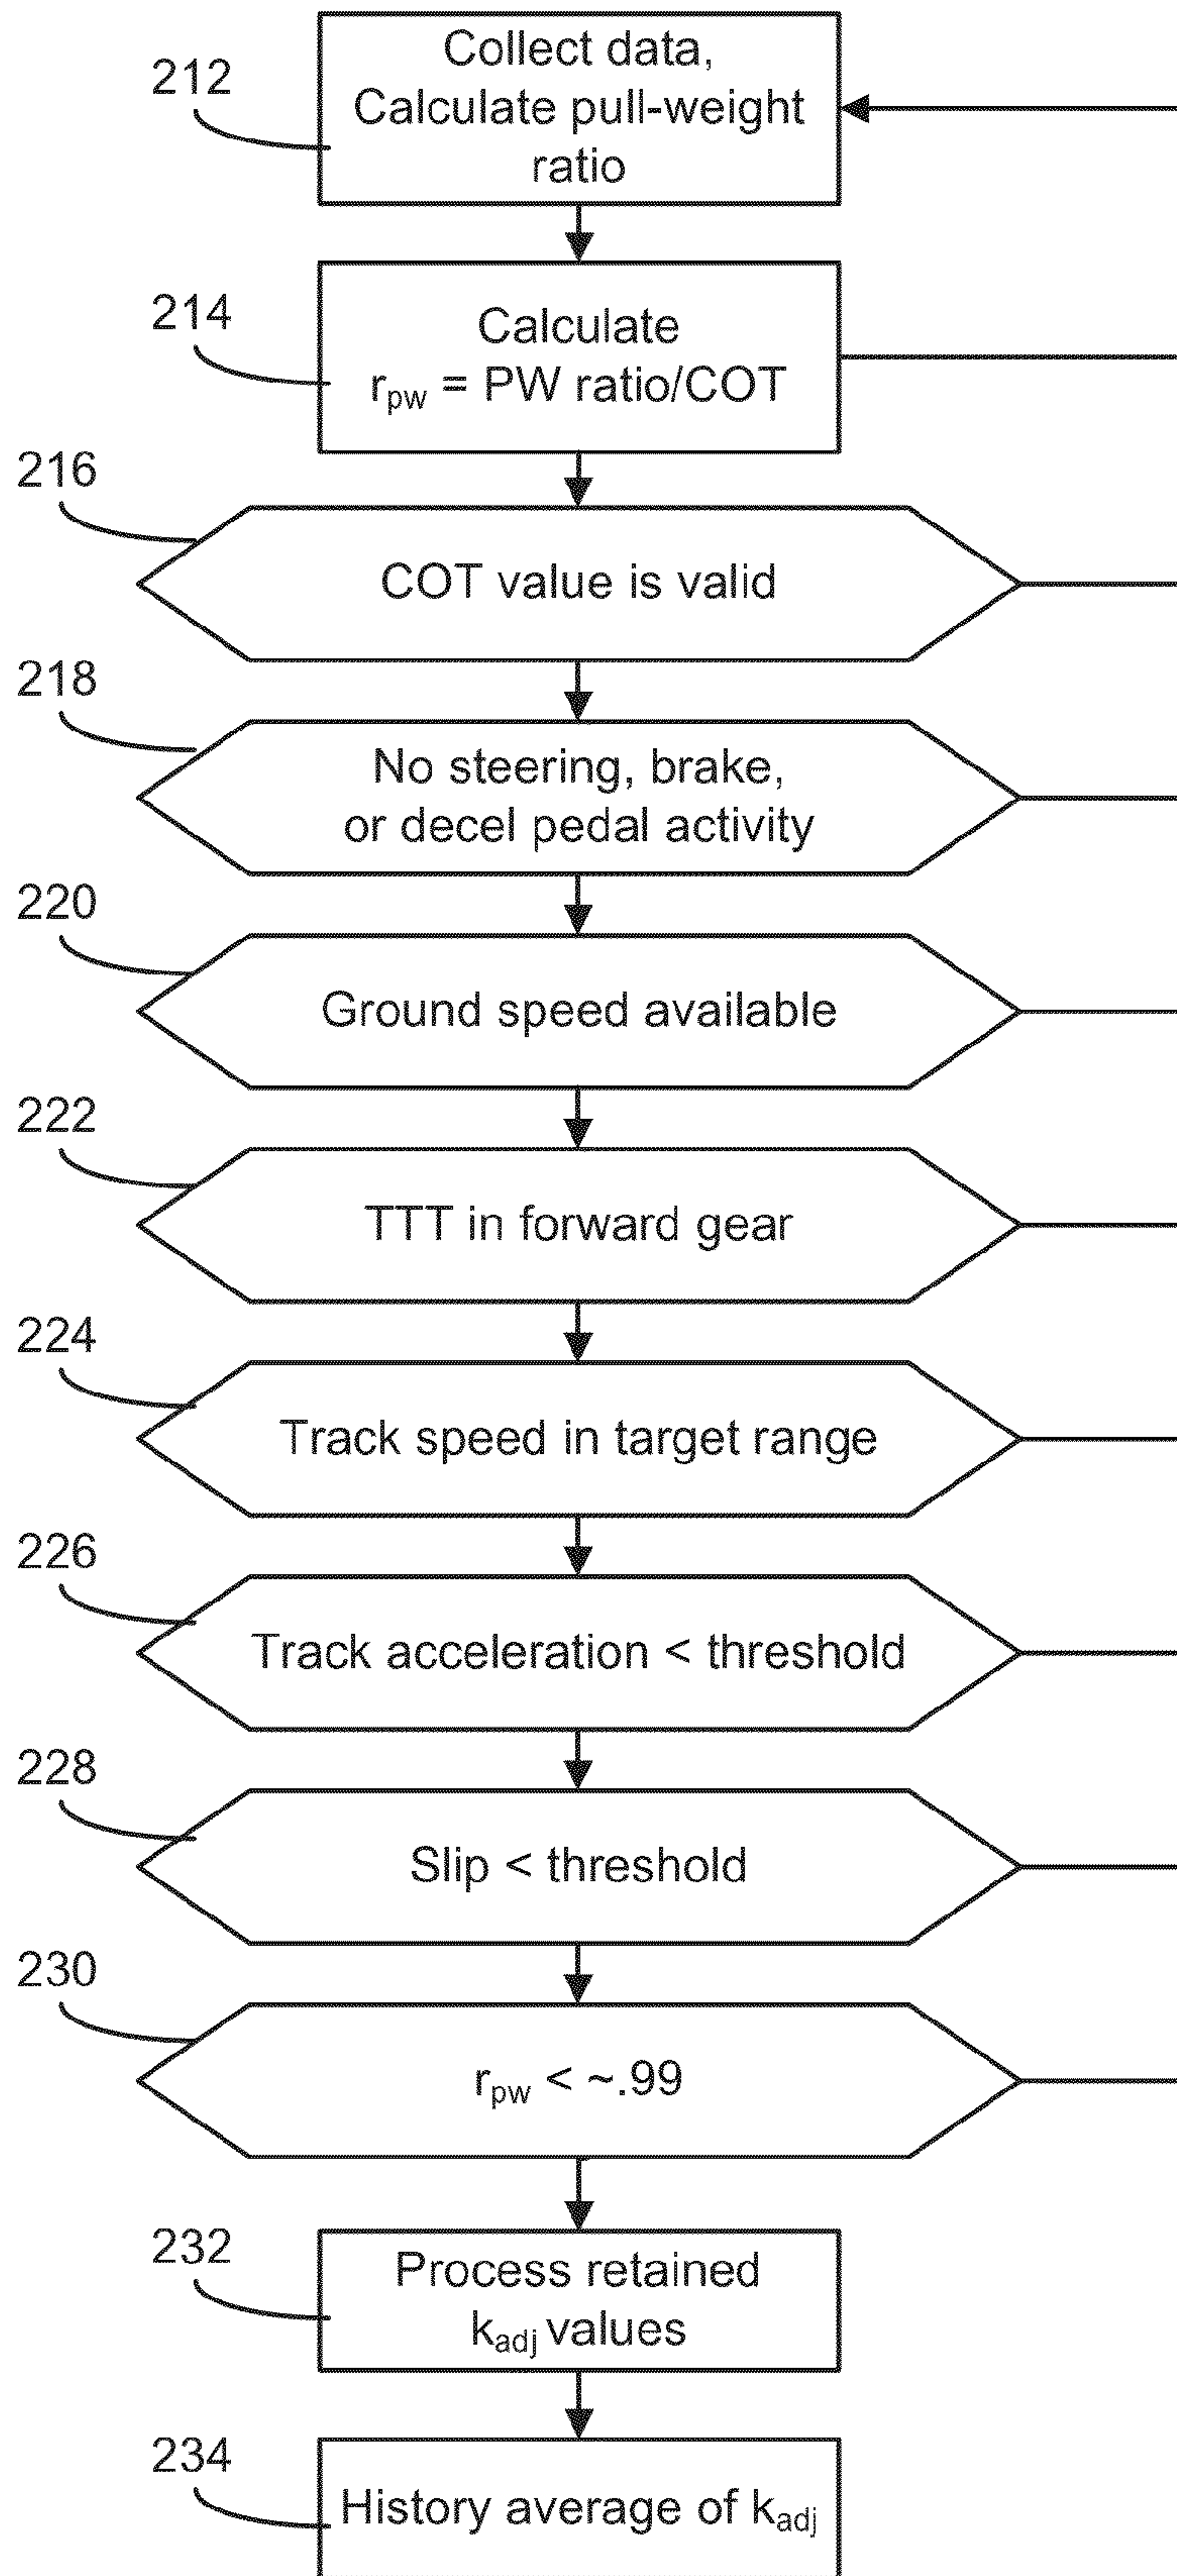 212
Collect data,
Calculate pull-weight
ratio
214
Calculate
rpw = PW ratio/COT
216
COT value is valid
218
No steering, brake,
or decel pedal activity
220
Ground speed available
222
TTT in forward gear
224
Track speed in target range
226
Track acceleration < threshold
228
Slip < threshold
230
rpw < ~.99
232
Process retained
kadj values
234
History average of kadj